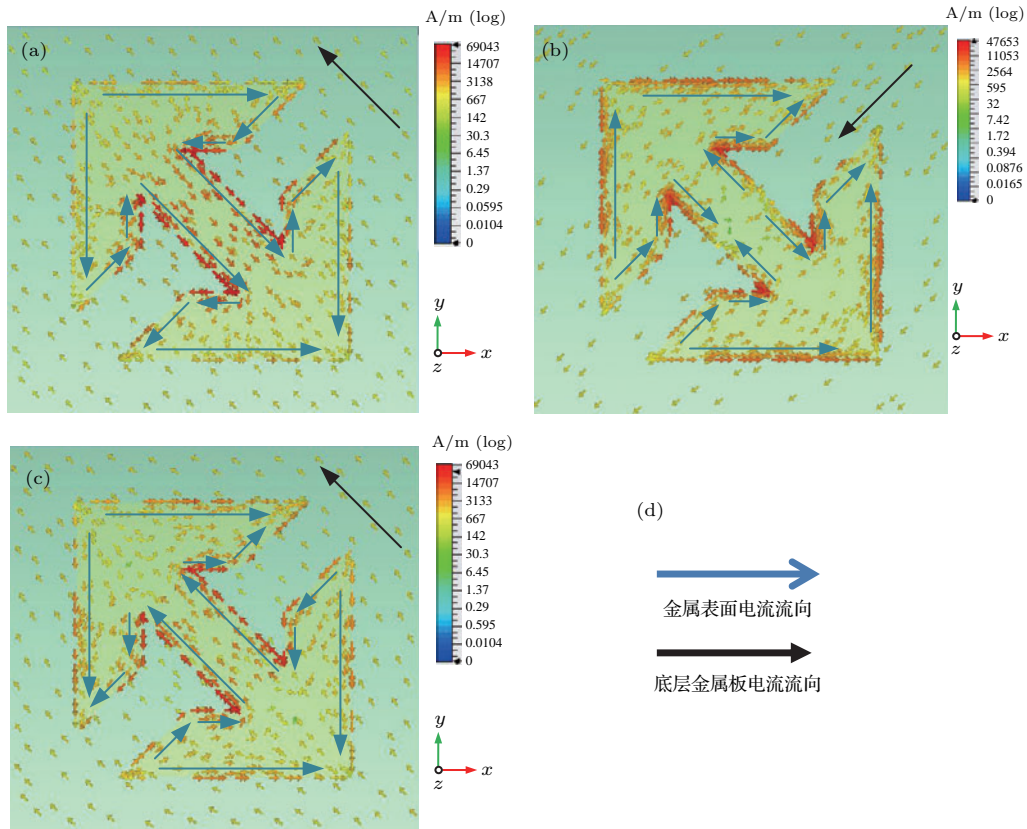 (a)
A/m (log)
69043
14707
3138
667
142
30.3
6.45
1.37
0.29
0.0595
0.0104
0
y
x
z
(b)
A/m (log)
47653
11053
2564
595
32
7.42
1.72
0.394
0.0876
0.0165
0
y
x
z
(c)
A/m (log)
69043
14707
3133
667
142
30.3
6.45
1.37
0.29
0.595
0.0104
0
y
x
z
(d)
金属表面电流流向
底层金属板电流流向